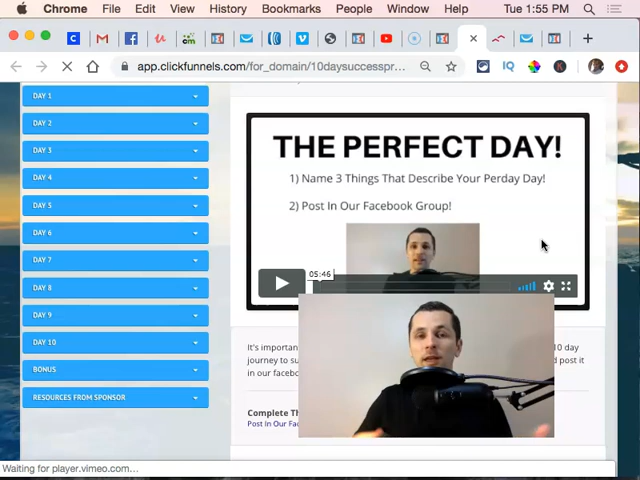 Chrome File Edit View History Bookmarks People Window Help Tue 1:55 PM
app.clickfunnels.com/for_domain/10daysuccesspr...
DAY 1
DAY 2
DAY 3
DAY 4
DAY 5
DAY 6
DAY 7
DAY 8
DAY 9
DAY 10
BONUS
RESOURCES FROM SPONSOR
THE PERFECT DAY!
1) Name 3 Things That Describe Your Perday Day!
2) Post In Our Facebook Group!
05:46
It's importan
10 day
journey to su
post it
in our faceb
Complete Th
Post In Our Fa
Waiting for player.vimeo.com...